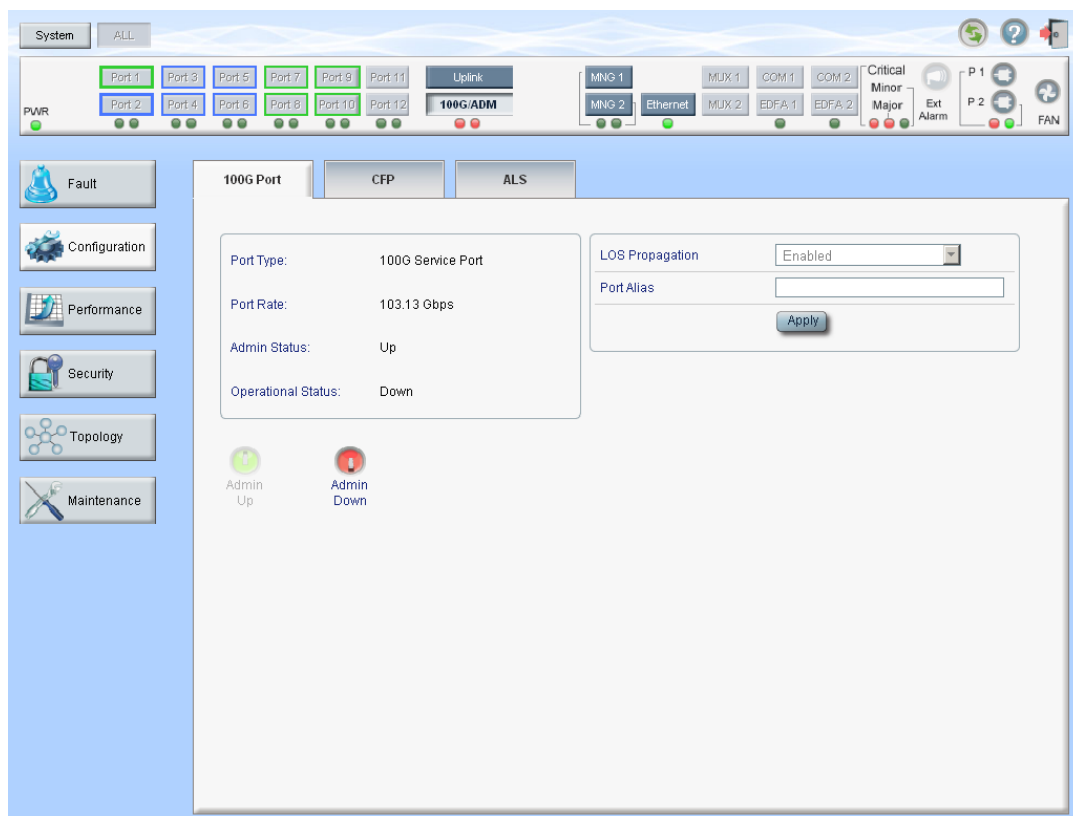 System ALL
Port 1 Port 3 Port 5 Port 7 Port 9 Port 11 Uplink MNG 1 MUX 1 COM 1 COM 2 Critical P 1
Minor
PWR Port 2 Port 4 Port 6 Port 8 Port 10 Port 12 100G/ADM MNG 2 Ethernet MUX 2 EDFA 1 EDFA 2 Major Ext P 2
Alarm FAN
Fault
Configuration
Performance
Security
Topology
Maintenance
100G Port CFP ALS
Port Type: 100G Service Port
Port Rate: 103.13 Gbps
Admin Status: Up
Operational Status: Down
LOS Propagation Enabled
Port Alias
Apply
Admin Up
Admin Down